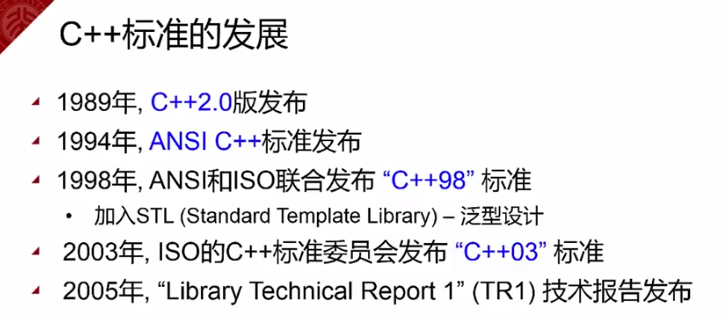 C++标准的发展
1989年, C++2.0版发布
1994年, ANSI C++标准发布
1998年, ANSI和ISO联合发布 “C++98” 标准
• 加入STL (Standard Template Library) – 泛型设计
2003年, ISO的C++标准委员会发布 “C++03” 标准
2005年, “Library Technical Report 1” (TR1) 技术报告发布